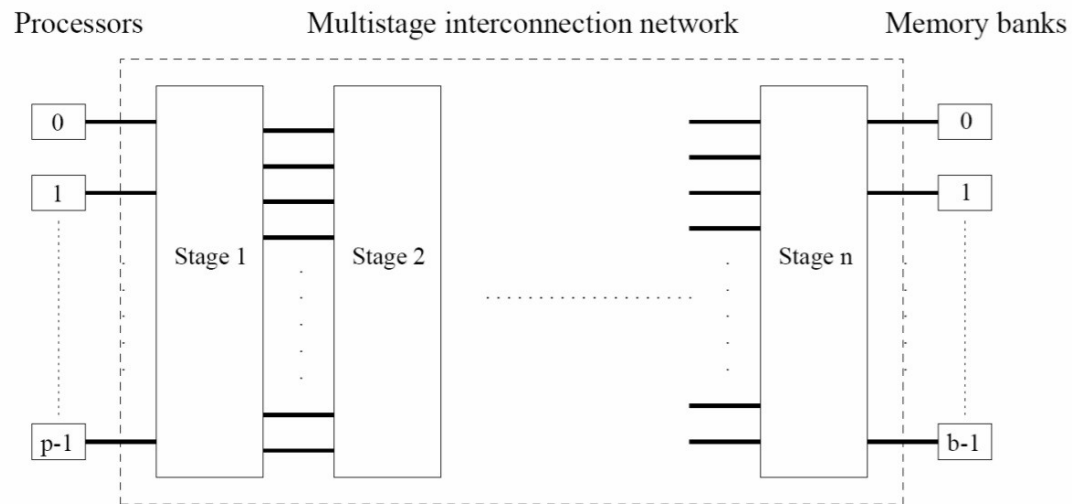 Processors Multistage interconnection network Memory banks
0 0
1 1
Stage 1 Stage 2 Stage n
p-1 b-1